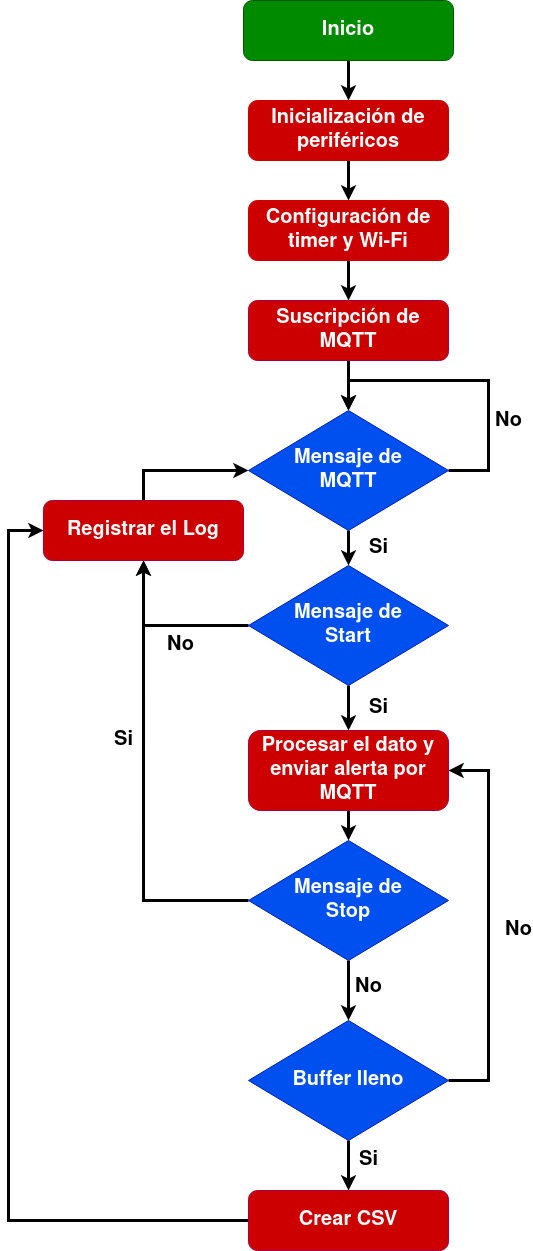 Inicio
Inicialización de
periféricos
Configuración de
timer y Wi-Fi
Suscripción de
MQTT
No
Mensaje de
MQTT
Registrar el Log
Si
Mensaje de
Start
No
Si
Si
Procesar el dato y
enviar alerta por
MQTT
Mensaje de
Stop
No
No
Buffer lleno
Si
Crear CSV